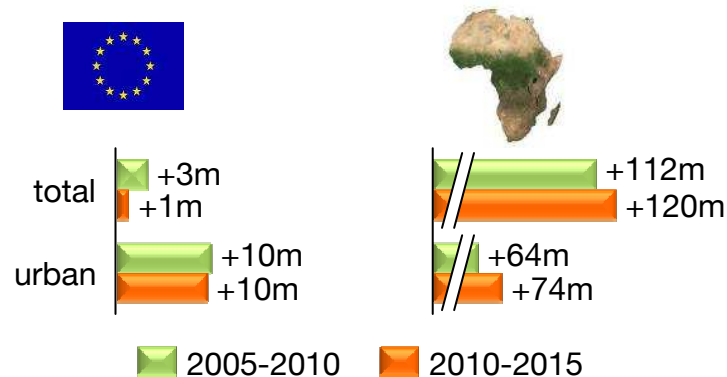 total
+3m
+1m
+112m
+120m
urban
+10m
+10m
+64m
+74m
2005-2010
2010-2015